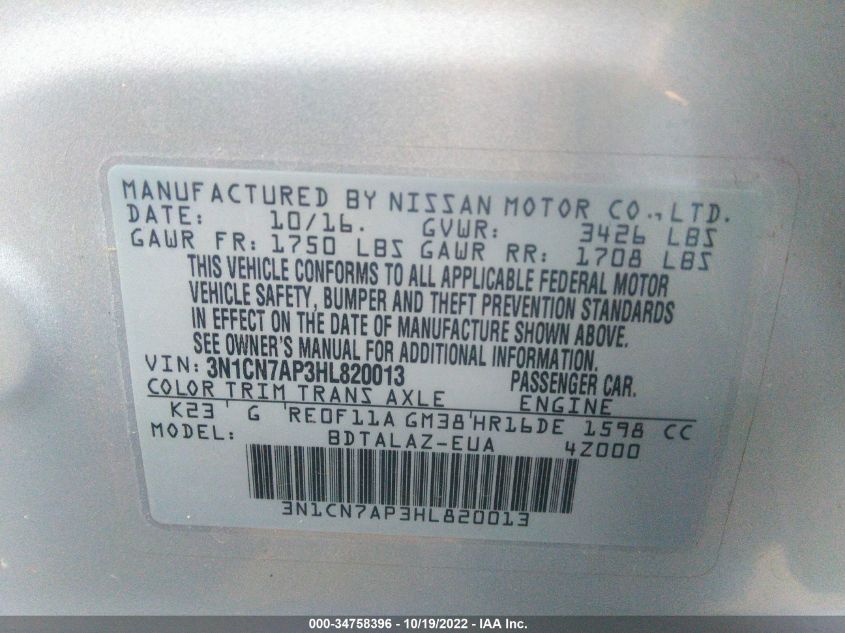 MANUFACTURED BY NISSAN MOTOR CO., LTD.
DATE: 10/16. GVWR: 3426 LBS
GAWR FR: 1750 LBS GAWR RR: 1708 LBS
THIS VEHICLE CONFORMS TO ALL APPLICABLE FEDERAL MOTOR
VEHICLE SAFETY, BUMPER AND THEFT PREVENTION STANDARDS
IN EFFECT ON THE DATE OF MANUFACTURE SHOWN ABOVE.
SEE OWNER'S MANUAL FOR ADDITIONAL INFORMATION.
VIN: 3N1CN7AP3HL820013 PASSENGER CAR.
COLOR TRIM TRANS AXLE ENGINE
K23 ' G 'RE0F11A GM38'HR16DE 1598 CC
MODEL: BDTALAZ-EUA 4Z000
3N1CN7AP3HL820013
000-34758396 - 10/19/2022 - IAA Inc.